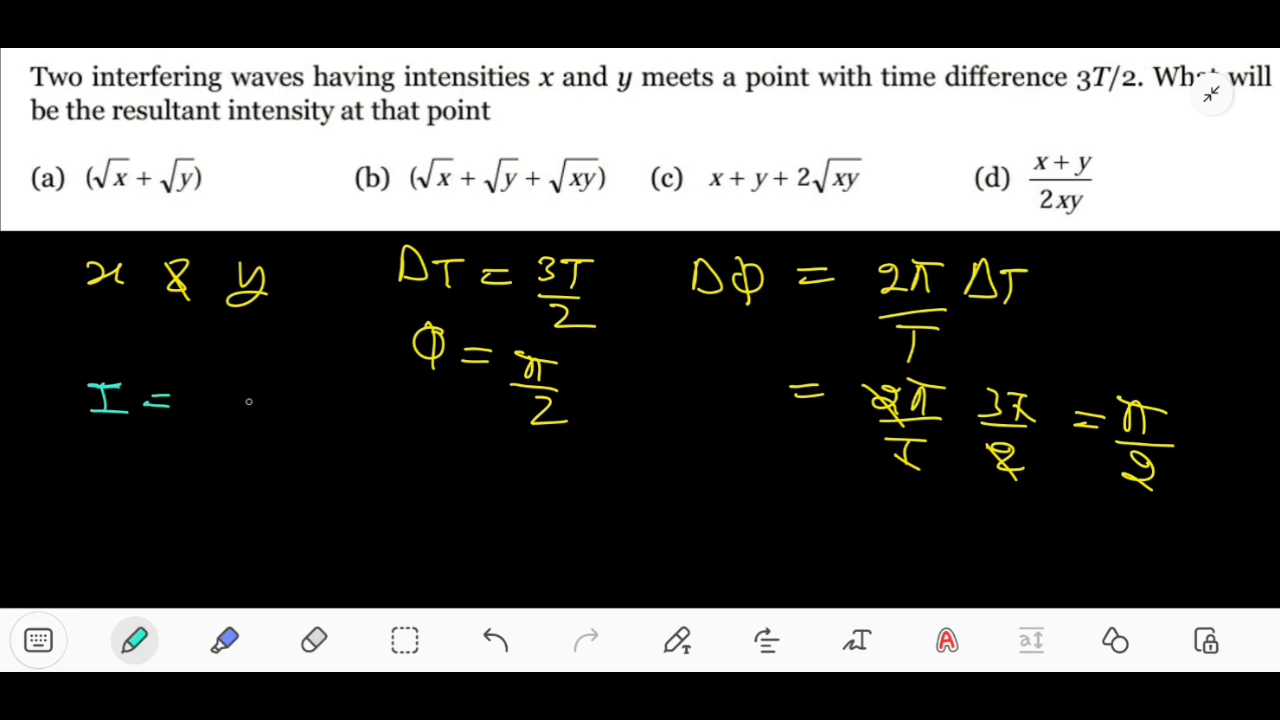 Two interfering waves having intensities x and y meets a point with time difference 3T/2. What will
be the resultant intensity at that point
(a) (√x + √y) (b) (√x + √y + √xy) (c) x + y + 2√xy (d) x + y / 2xy
x & y ΔT = 3T/2 ΔΦ = 2π/T ΔT
Φ = π/2
I = = 2π/T 3T/2 = π/2